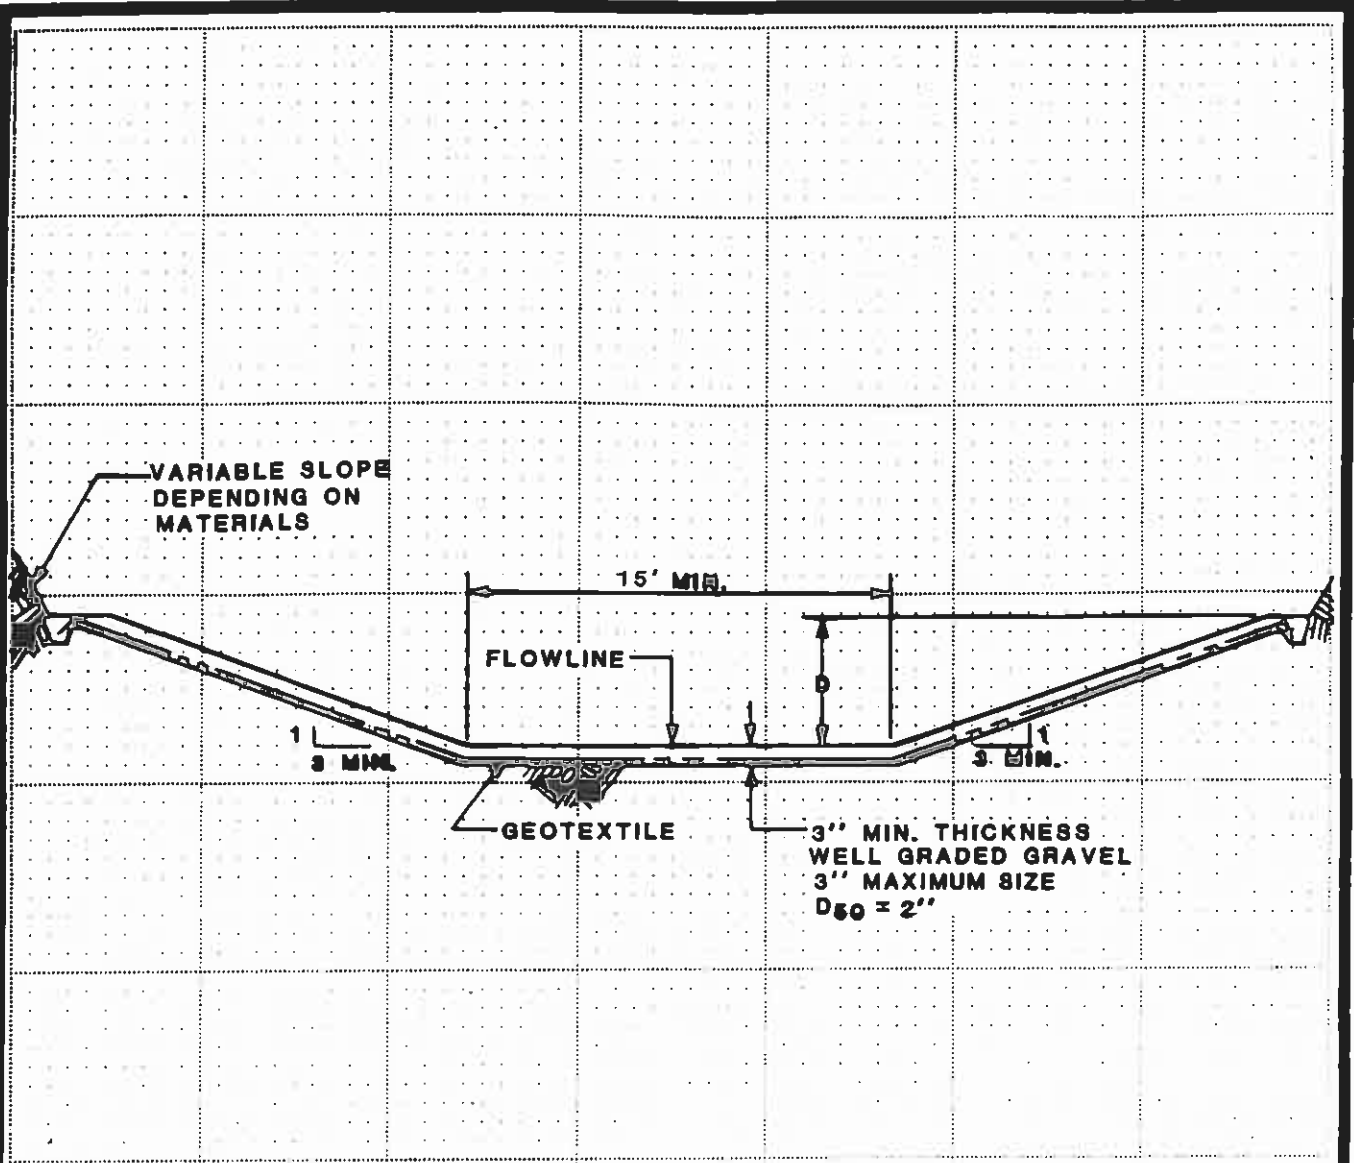 VARIABLE SLOPE
DEPENDING ON
MATERIALS
15' MIN.
FLOWLINE
D
1
3 MIN.
1
3 MIN.
GEOTEXTILE
3'' MIN. THICKNESS
WELL GRADED GRAVEL
3'' MAXIMUM SIZE
D50 = 2''